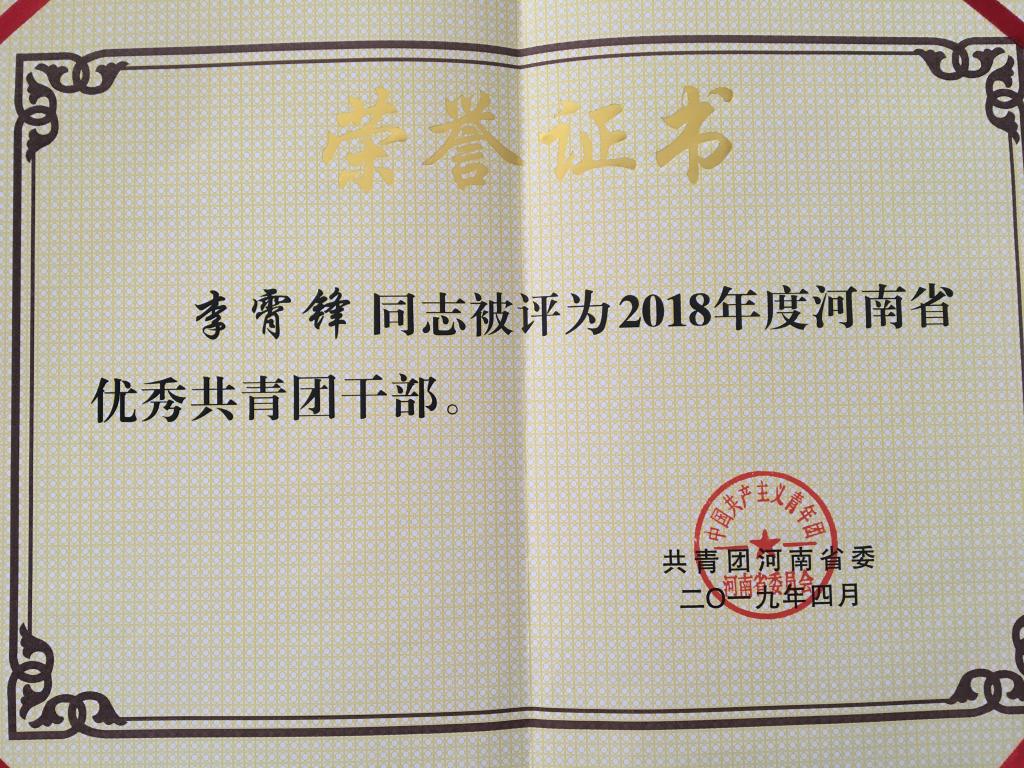 荣誉证书
李霄锋同志被评为2018年度河南省
优秀共青团干部。
中国共产主义青年团
共青团河南省委
河南省委员会
二〇一九年四月